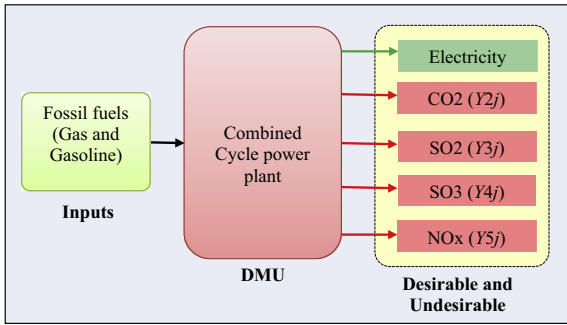 Fossil fuels
(Gas and
Gasoline)
Inputs
Combined
Cycle power
plant
DMU
Electricity
CO2 (Y2j)
SO2 (Y3j)
SO3 (Y4j)
NOx (Y5j)
Desirable and
Undesirable